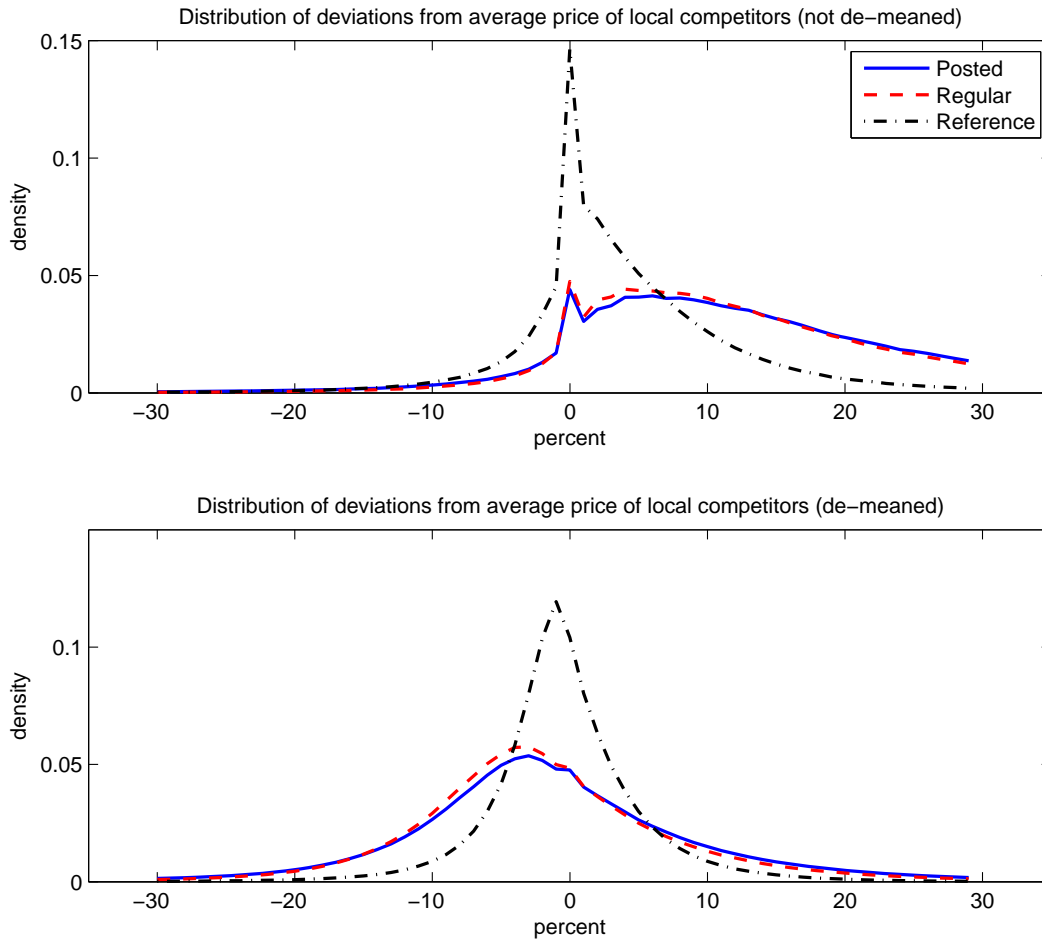 Distribution of deviations from average price of local competitors (not de−meaned)
0.15
0.1
0.05
0
density
Posted
Regular
Reference
−30 −20 −10 0 10 20 30
percent
Distribution of deviations from average price of local competitors (de−meaned)
0.1
0.05
0
density
−30 −20 −10 0 10 20 30
percent